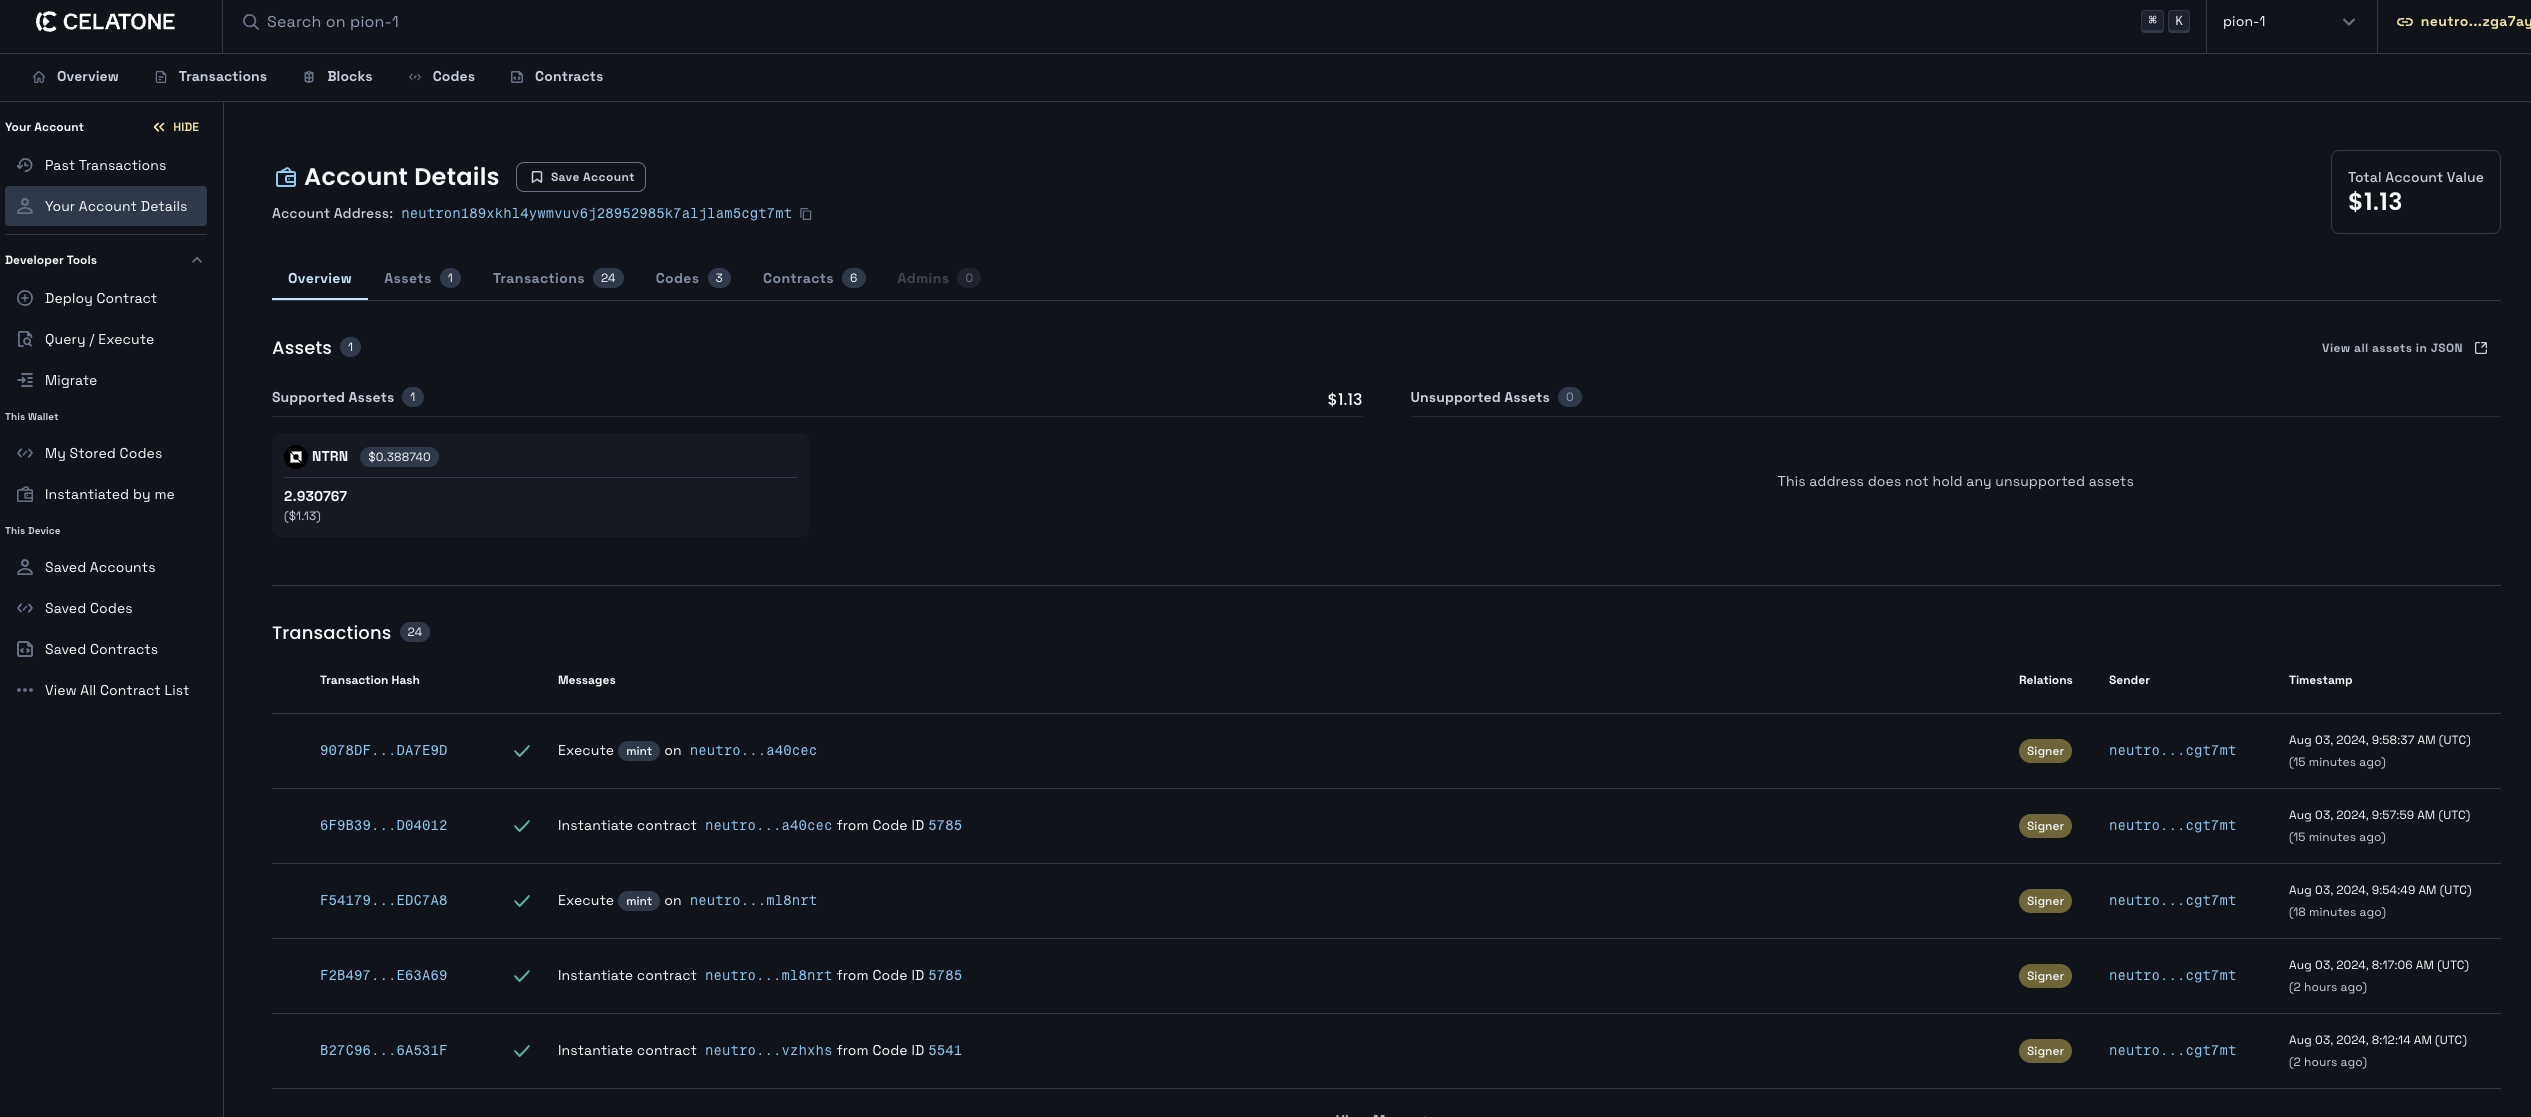 CELATONE
Search on pion-1
⌘ K
pion-1
neutro...zga7ay
Overview Transactions Blocks Codes Contracts
Your Account HIDE
Past Transactions
Your Account Details
Developer Tools
Deploy Contract
Query / Execute
Migrate
This Wallet
My Stored Codes
Instantiated by me
This Device
Saved Accounts
Saved Codes
Saved Contracts
View All Contract List
Account Details Save Account
Account Address: neutron189xkhl4ywmvuv6j28952985k7aljlam5cgt7mt
Total Account Value
$1.13
Overview Assets 1 Transactions 24 Codes 3 Contracts 6 Admins 0
Assets 1
View all assets in JSON
Supported Assets 1 $1.13
Unsupported Assets 0
NTRN $0.388740
2.930767
($1.13)
This address does not hold any unsupported assets
Transactions 24
Transaction Hash Messages Relations Sender Timestamp
9078DF...DA7E9D Execute mint on neutro...a40cec Signer neutro...cgt7mt Aug 03, 2024, 9:58:37 AM (UTC)
(15 minutes ago)
6F9B39...D04012 Instantiate contract neutro...a40cec from Code ID 5785 Signer neutro...cgt7mt Aug 03, 2024, 9:57:59 AM (UTC)
(15 minutes ago)
F54179...EDC7A8 Execute mint on neutro...ml8nrt Signer neutro...cgt7mt Aug 03, 2024, 9:54:49 AM (UTC)
(18 minutes ago)
F2B497...E63A69 Instantiate contract neutro...ml8nrt from Code ID 5785 Signer neutro...cgt7mt Aug 03, 2024, 8:17:06 AM (UTC)
(2 hours ago)
B27C96...6A531F Instantiate contract neutro...vzhxhs from Code ID 5541 Signer neutro...cgt7mt Aug 03, 2024, 8:12:14 AM (UTC)
(2 hours ago)